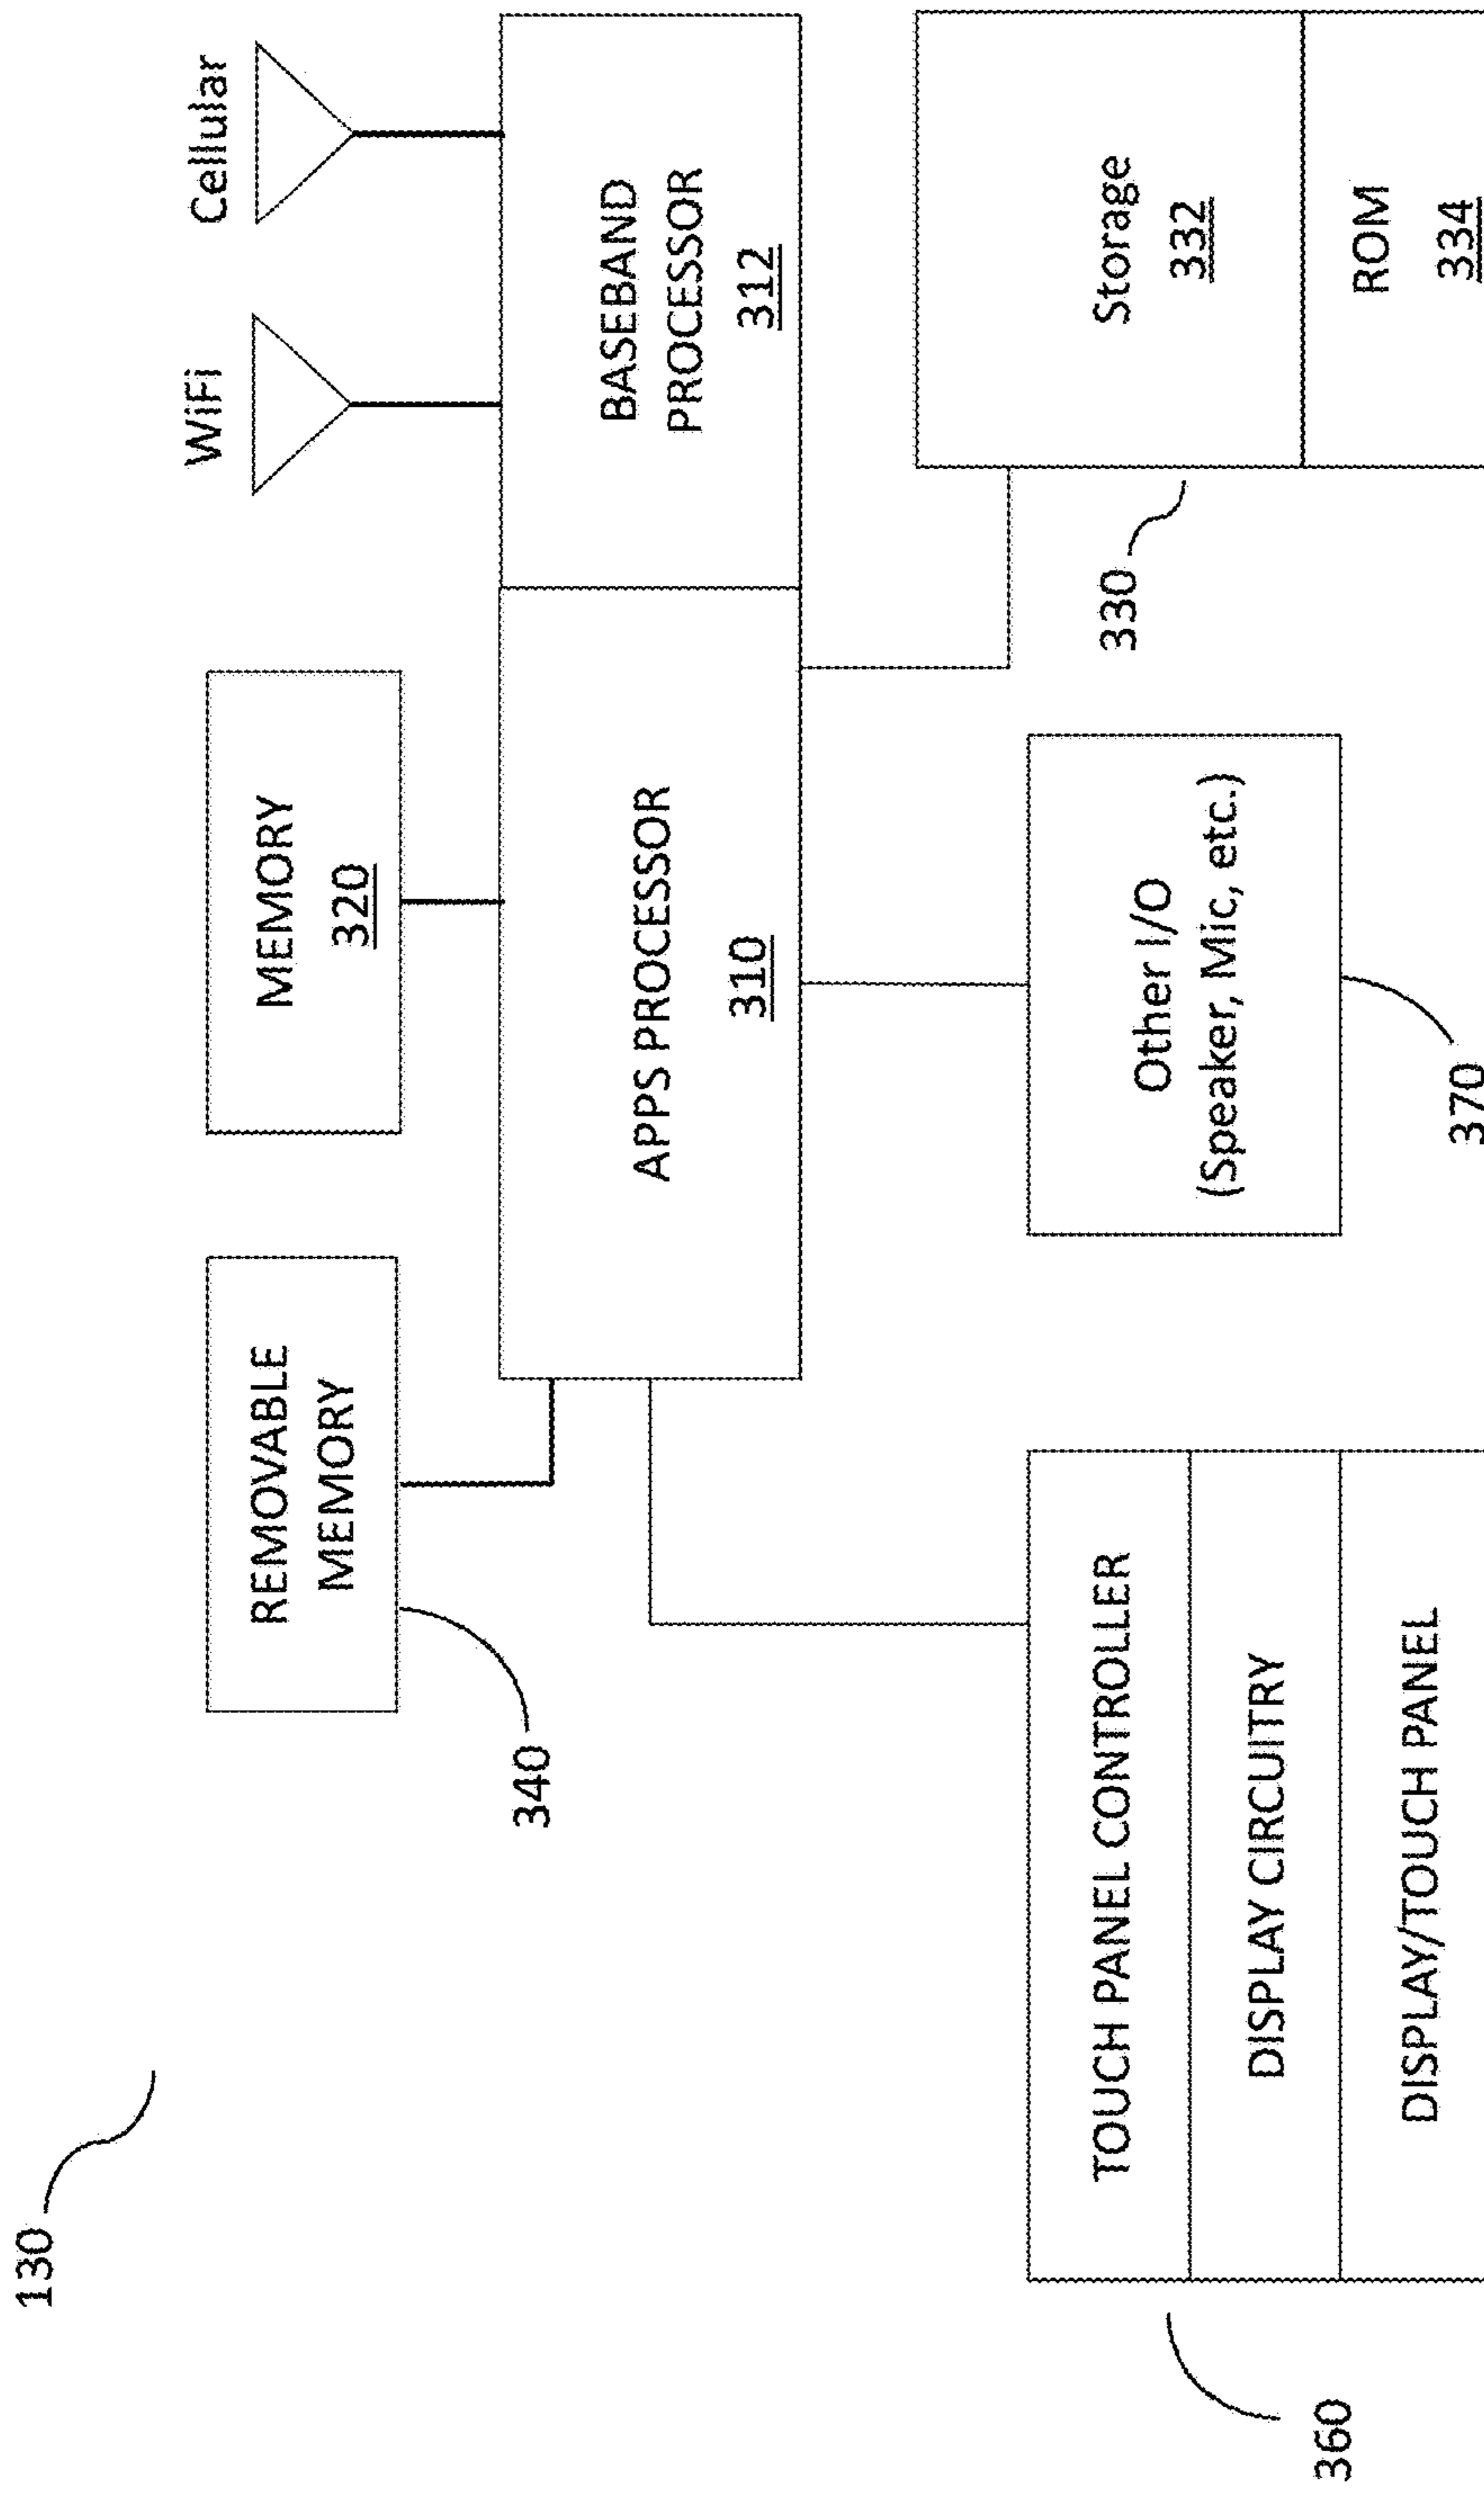 130
REMOVABLE
MEMORY
340
MEMORY
320
WiFi
Cellular
APPS PROCESSOR
310
BASEBAND
PROCESSOR
312
TOUCH PANEL CONTROLLER
DISPLAY CIRCUITRY
DISPLAY/TOUCH PANEL
360
Other I/O
(Speaker, Mic, etc.)
370
330
Storage
332
ROM
334